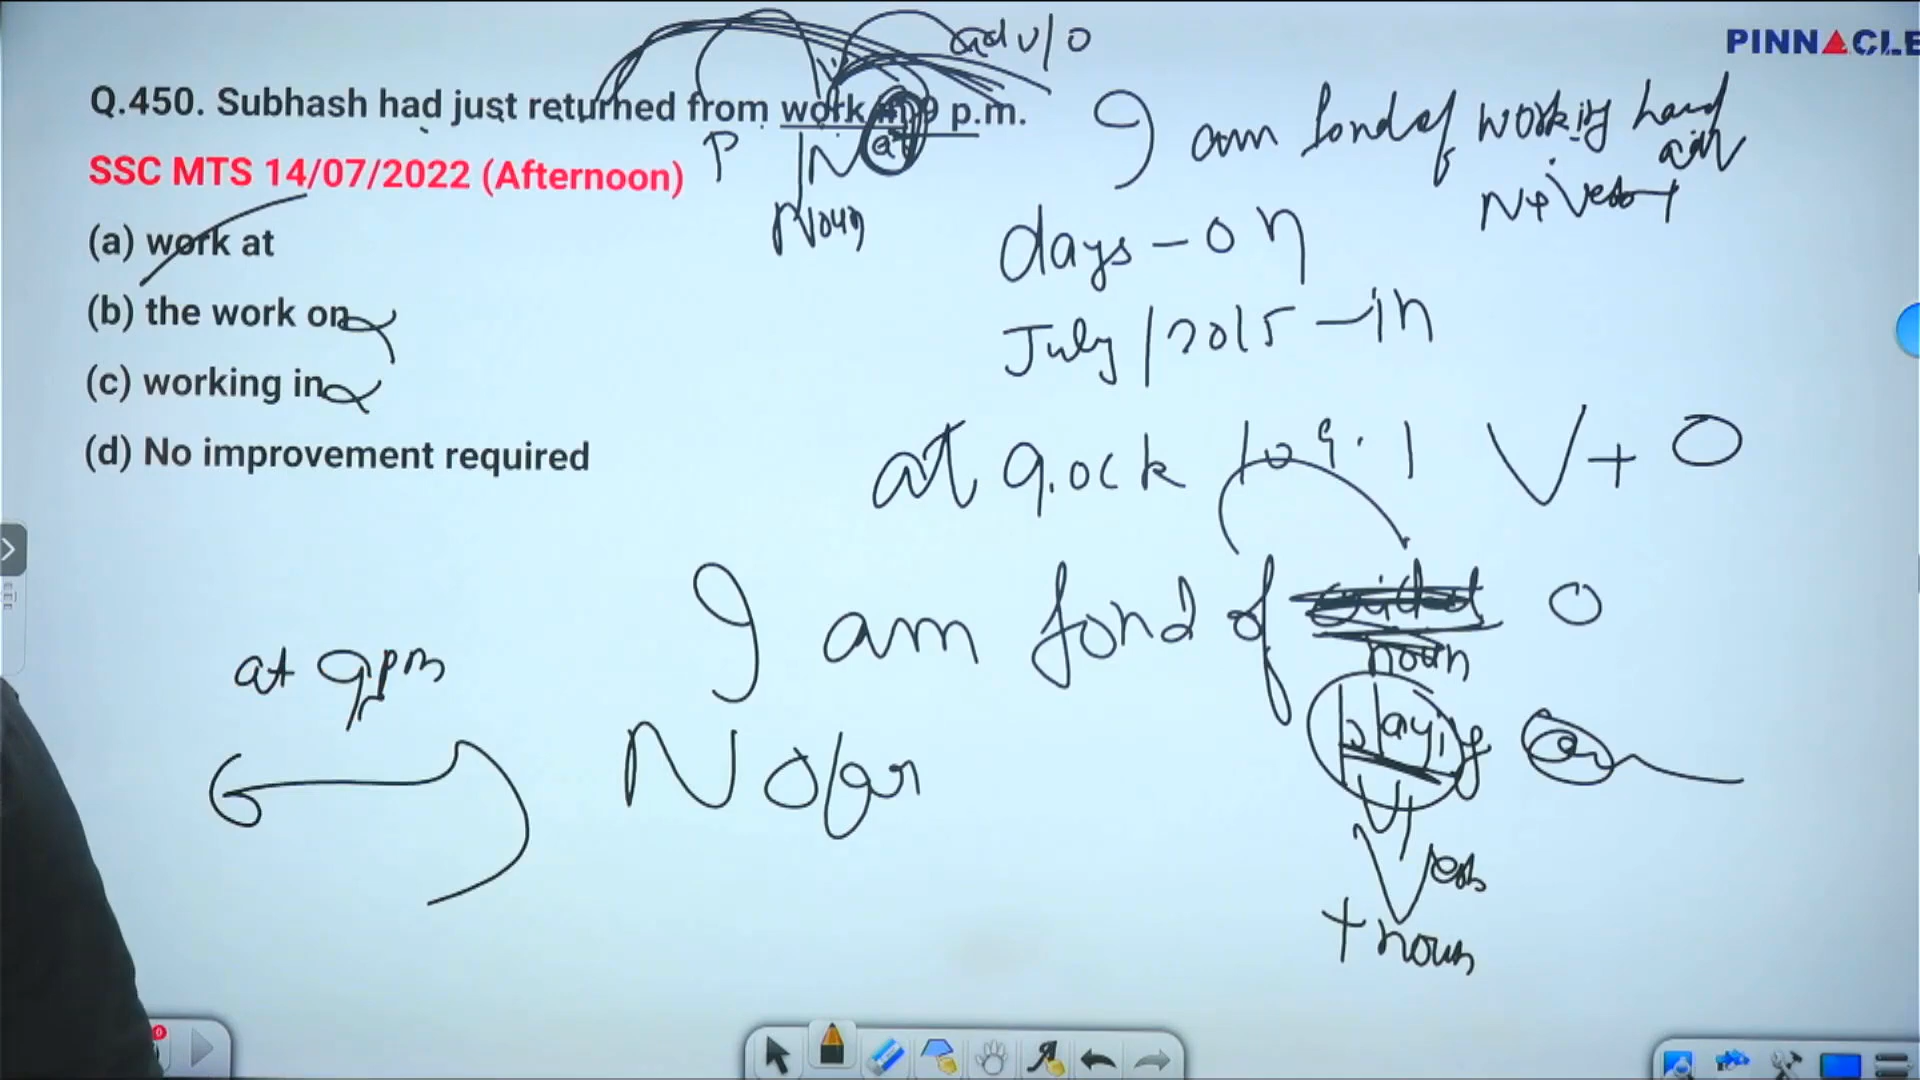 adv/o
PINNACLE
Q.450. Subhash had just returned from work in 9 p.m.
at
P
N
Noun
I am fond of working hard
N+Verb+
SSC MTS 14/07/2022 (Afternoon)
(a) work at
(b) the work on
(c) working in
(d) No improvement required
days - on
July / 2015 - in
at 9.ock
V + O
I am fond of
O
noun
playing
at 9pm
V
Verb
+ noun